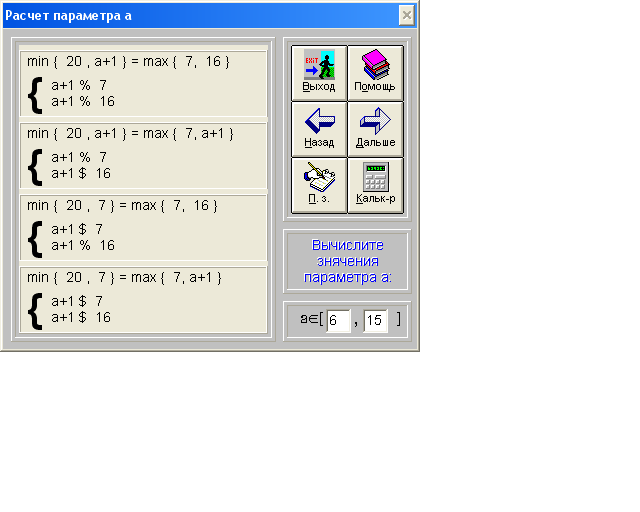 Расчет параметра а
min { 20 , a+1 } = max { 7, 16 }
{ a+1 % 7
a+1 % 16
min { 20 , a+1 } = max { 7, a+1 }
{ a+1 % 7
a+1 $ 16
min { 20 , 7 } = max { 7, 16 }
{ a+1 $ 7
a+1 % 16
min { 20 , 7 } = max { 7, a+1 }
{ a+1 $ 7
a+1 $ 16
EXIT
Выход
Помощь
Назад
Дальше
П. з.
Кальк-р
Вычислите
зня​чения
параметра а:
a∈[ 6 , 15 ]